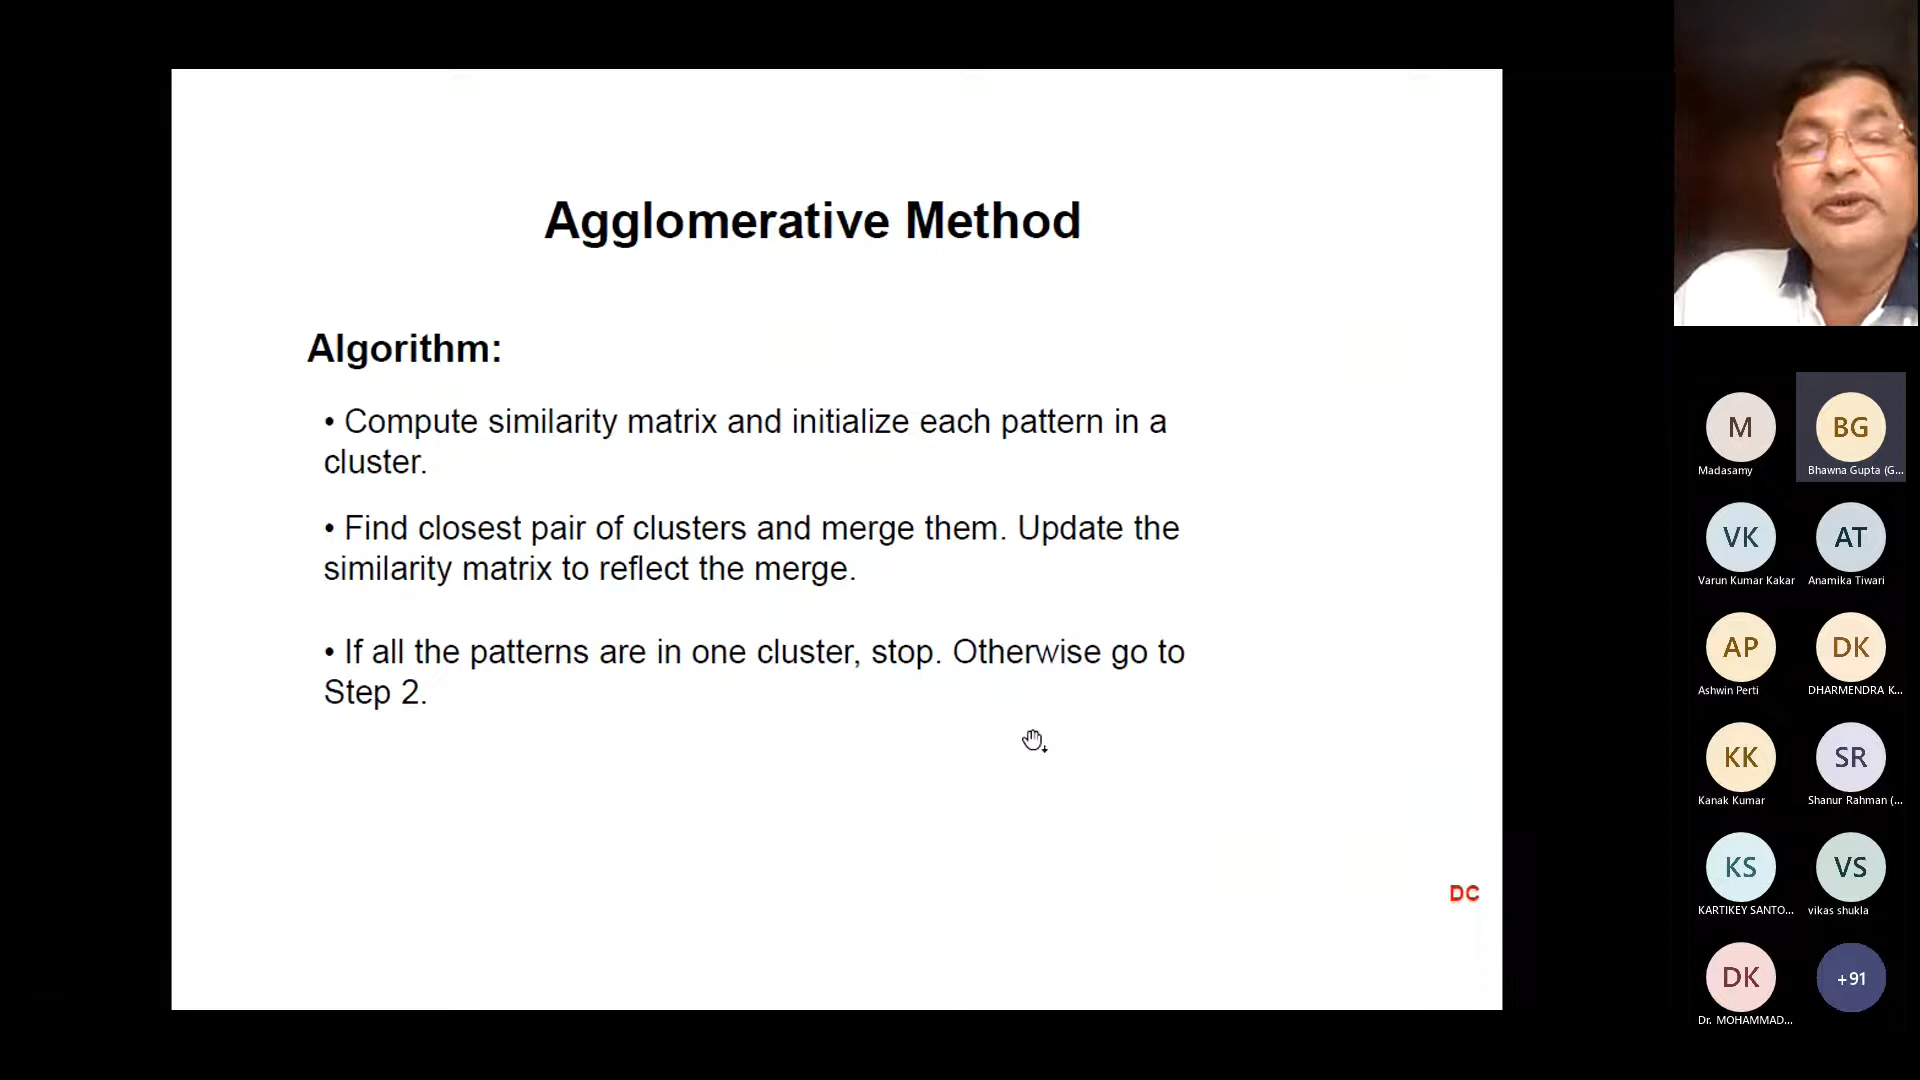 Agglomerative Method
Algorithm:
• Compute similarity matrix and initialize each pattern in a
cluster.
• Find closest pair of clusters and merge them. Update the
similarity matrix to reflect the merge.
• If all the patterns are in one cluster, stop. Otherwise go to
Step 2.
DC
M
Madasamy
BG
Bhawna Gupta (G...
VK
Varun Kumar Kakar
AT
Anamika Tiwari
AP
Ashwin Perti
DK
DHARMENDRA K...
KK
Kanak Kumar
SR
Shanur Rahman (...
KS
KARTIKEY SANTO...
VS
vikas shukla
DK
Dr. MOHAMMAD...
+91